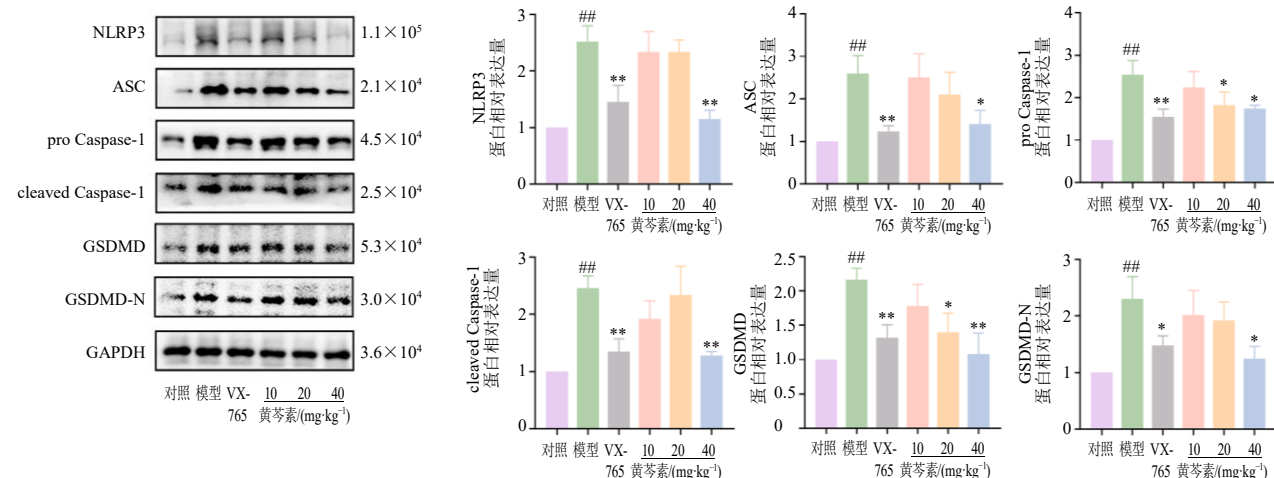 NLRP3 1.1×10⁵
ASC 2.1×10⁴
pro Caspase-1 4.5×10⁴
cleaved Caspase-1 2.5×10⁴
GSDMD 5.3×10⁴
GSDMD-N 3.0×10⁴
GAPDH 3.6×10⁴
对照 模型 VX- 10 20 40
765 黄芩素/(mg·kg⁻¹)
NLRP3
蛋白相对表达量
3
2
1
0
##
**
**
对照 模型 VX- 10 20 40
765 黄芩素/(mg·kg⁻¹)
ASC
蛋白相对表达量
4
3
2
1
0
##
**
*
对照 模型 VX- 10 20 40
765 黄芩素/(mg·kg⁻¹)
pro Caspase-1
蛋白相对表达量
4
3
2
1
0
##
**
*
*
对照 模型 VX- 10 20 40
765 黄芩素/(mg·kg⁻¹)
cleaved Caspase-1
蛋白相对表达量
3
2
1
0
##
**
**
对照 模型 VX- 10 20 40
765 黄芩素/(mg·kg⁻¹)
GSDMD
蛋白相对表达量
2.5
2.0
1.5
1.0
0.5
0
##
**
*
**
对照 模型 VX- 10 20 40
765 黄芩素/(mg·kg⁻¹)
GSDMD-N
蛋白相对表达量
3
2
1
0
##
*
*
对照 模型 VX- 10 20 40
765 黄芩素/(mg·kg⁻¹)